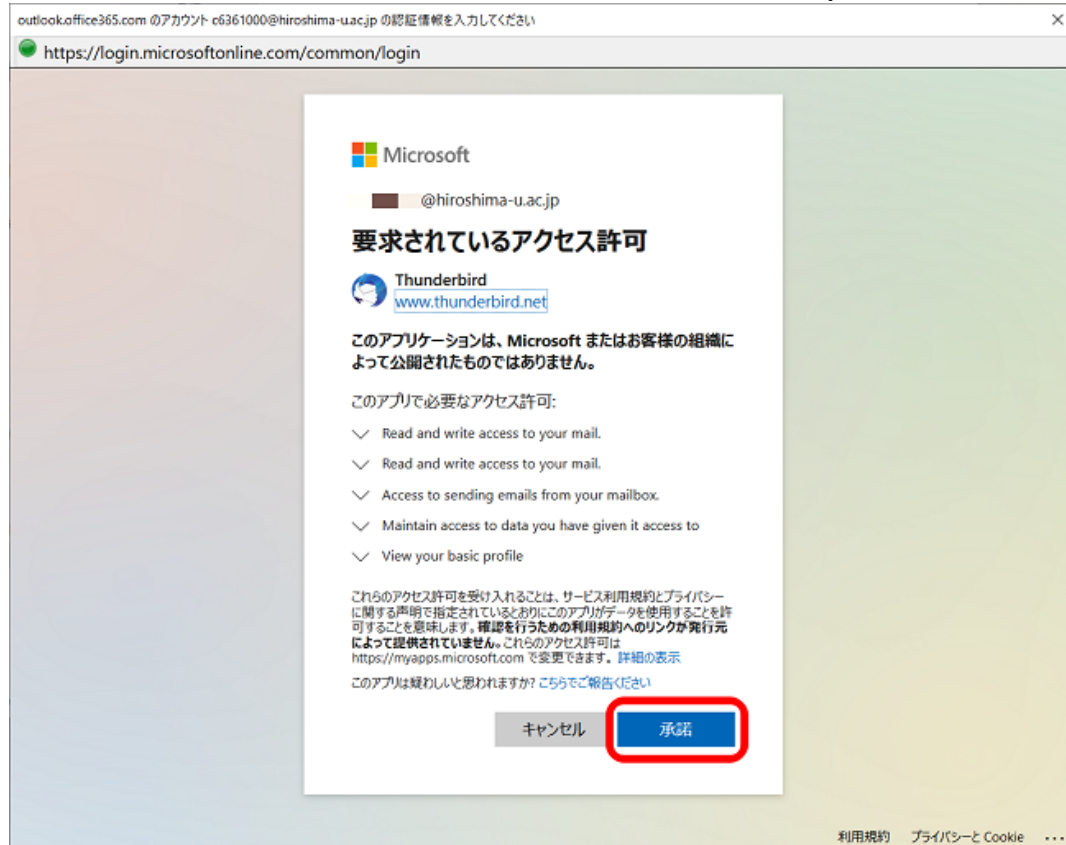 outlook.office365.com のアカウント c6361000@hiroshima-u.ac.jp の認証情報を入力してください
https://login.microsoftonline.com/common/login
Microsoft
@hiroshima-u.ac.jp
要求されているアクセス許可
Thunderbird
www.thunderbird.net
このアプリケーションは、Microsoft またはお客様の組織に
よって公開されたものではありません。
このアプリで必要なアクセス許可:
Read and write access to your mail.
Read and write access to your mail.
Access to sending emails from your mailbox.
Maintain access to data you have given it access to
View your basic profile
これらのアクセス許可を受け入れることは、サービス利用規約とプライバシー
に関する声明で指定されているとおりにこのアプリがデータを使用することを許
可することを意味します。確認を行うための利用規約へのリンクが発行元
によって提供されていません。これらのアクセス許可は
https://myapps.microsoft.com で変更できます。詳細の表示
このアプリは疑わしいと思われますか? こちらでご報告ください
キャンセル
承諾
利用規約 プライバシーと Cookie ...